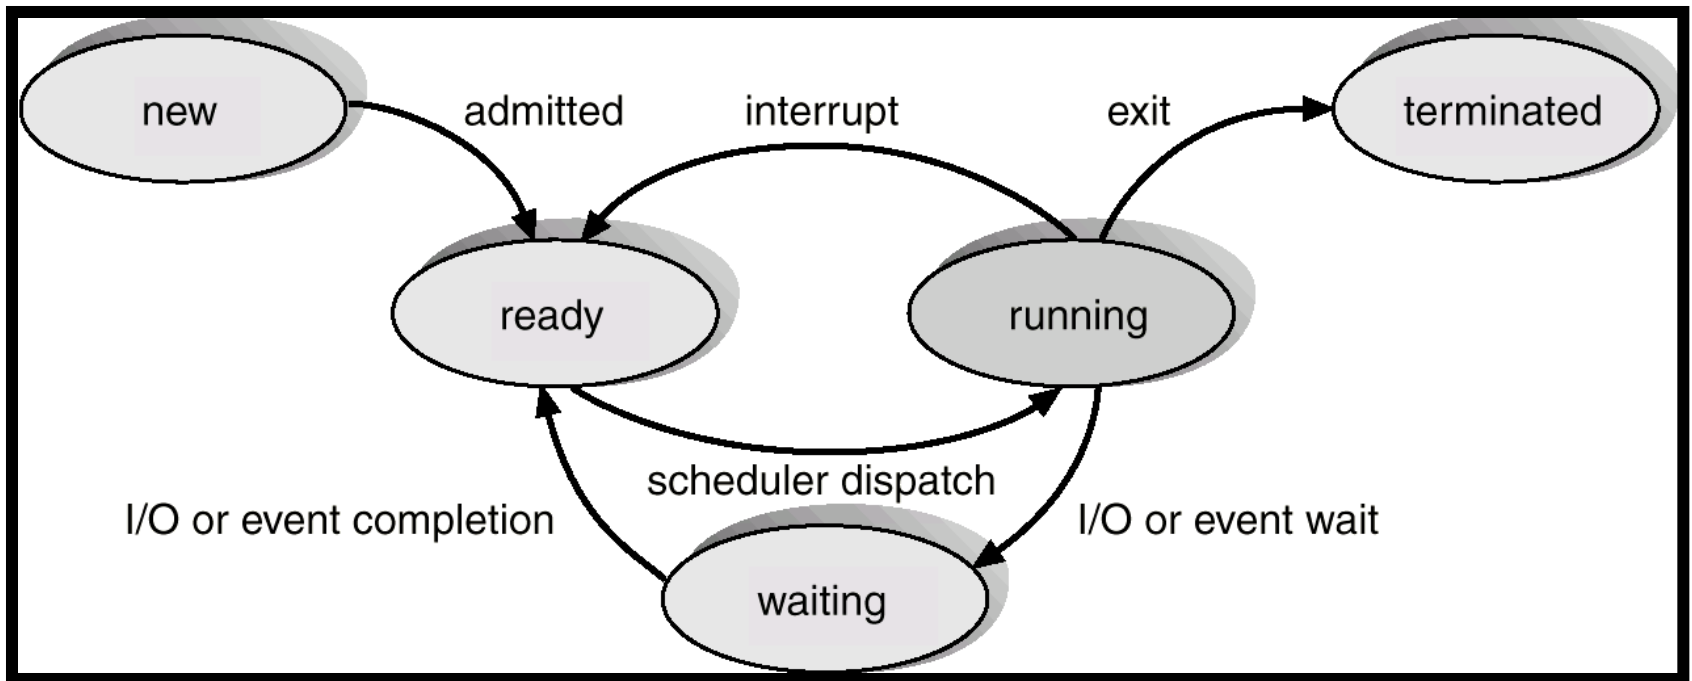 new
admitted
interrupt
exit
terminated
ready
running
scheduler dispatch
I/O or event completion
I/O or event wait
waiting